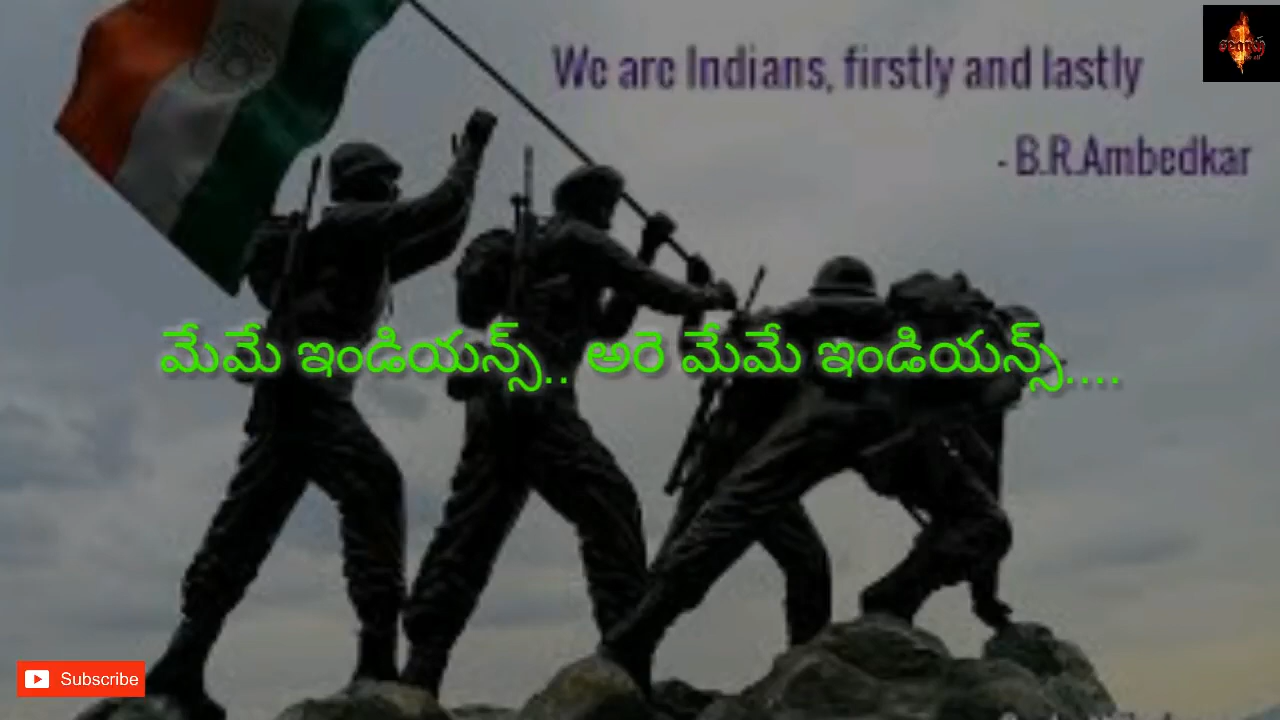 We are Indians, firstly and lastly
- B.R.Ambedkar
మేమే ఇండియన్స్.. అరె మేమే ఇండియన్స్....
Subscribe